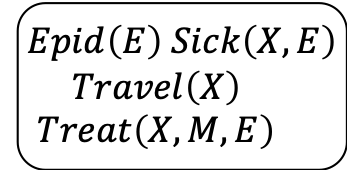 Epid(E) Sick(X, E)
Travel(X)
Treat(X, M, E)